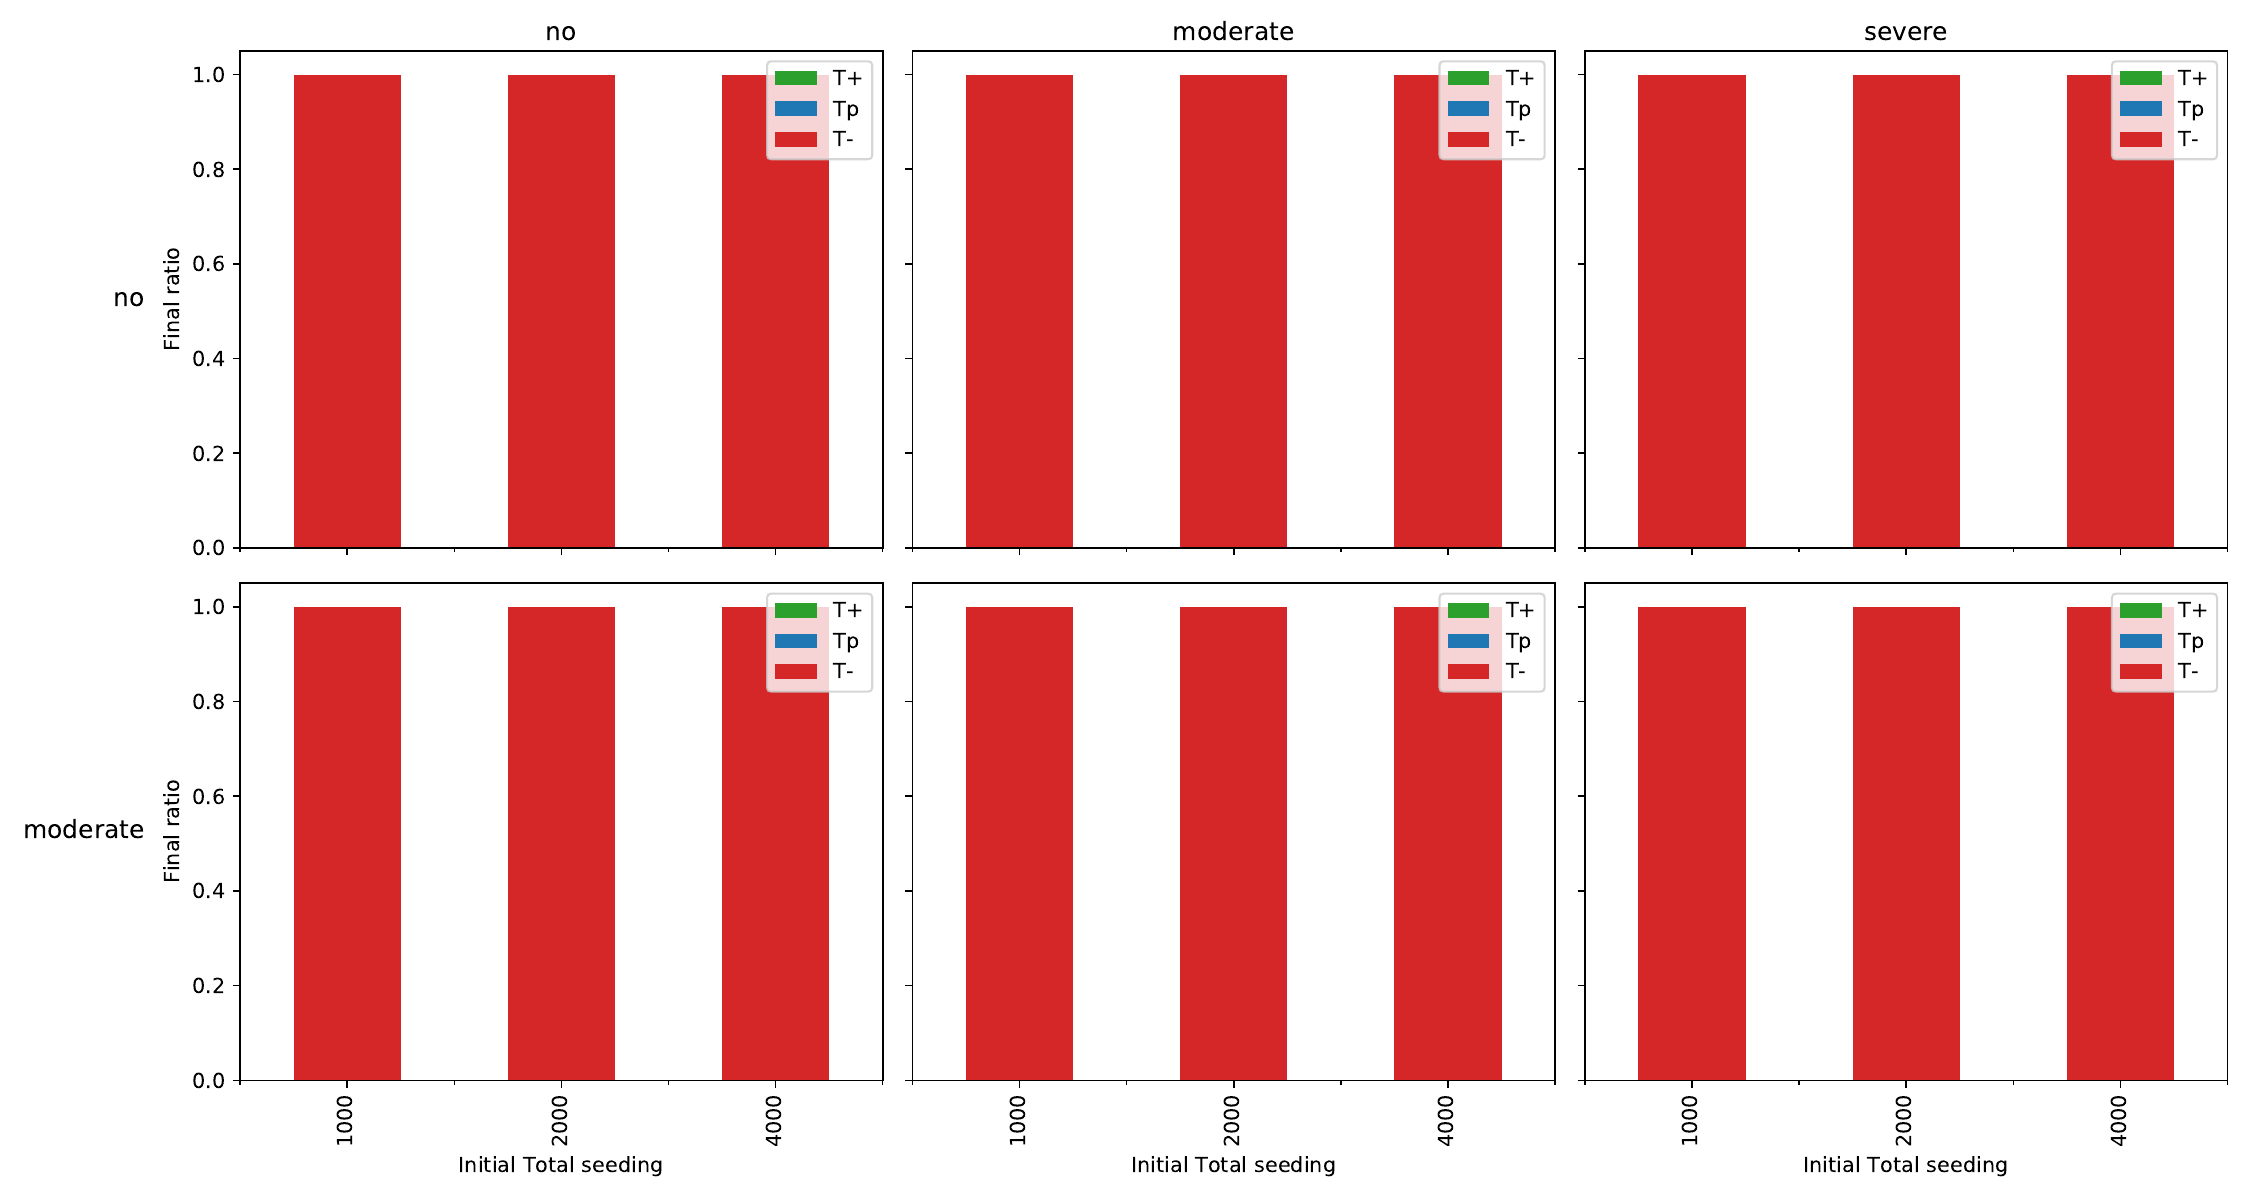 no
moderate
severe
no
Final ratio
1.0
0.8
0.6
0.4
0.2
0.0
T+
Tp
T-
T+
Tp
T-
T+
Tp
T-
moderate
Final ratio
1.0
0.8
0.6
0.4
0.2
0.0
T+
Tp
T-
T+
Tp
T-
T+
Tp
T-
1000
2000
4000
1000
2000
4000
1000
2000
4000
Initial Total seeding
Initial Total seeding
Initial Total seeding